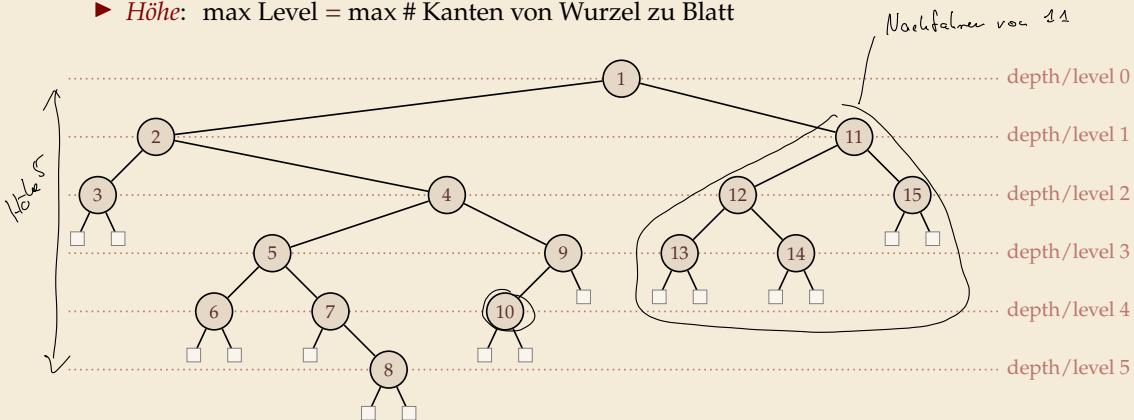 ▶ Höhe: max Level = max # Kanten von Wurzel zu Blatt
Nachfahren von 11
1 depth/level 0
2 11 depth/level 1
3 4 12 15 depth/level 2
Höhe 5
5 9 13 14 depth/level 3
6 7 10 depth/level 4
8 depth/level 5